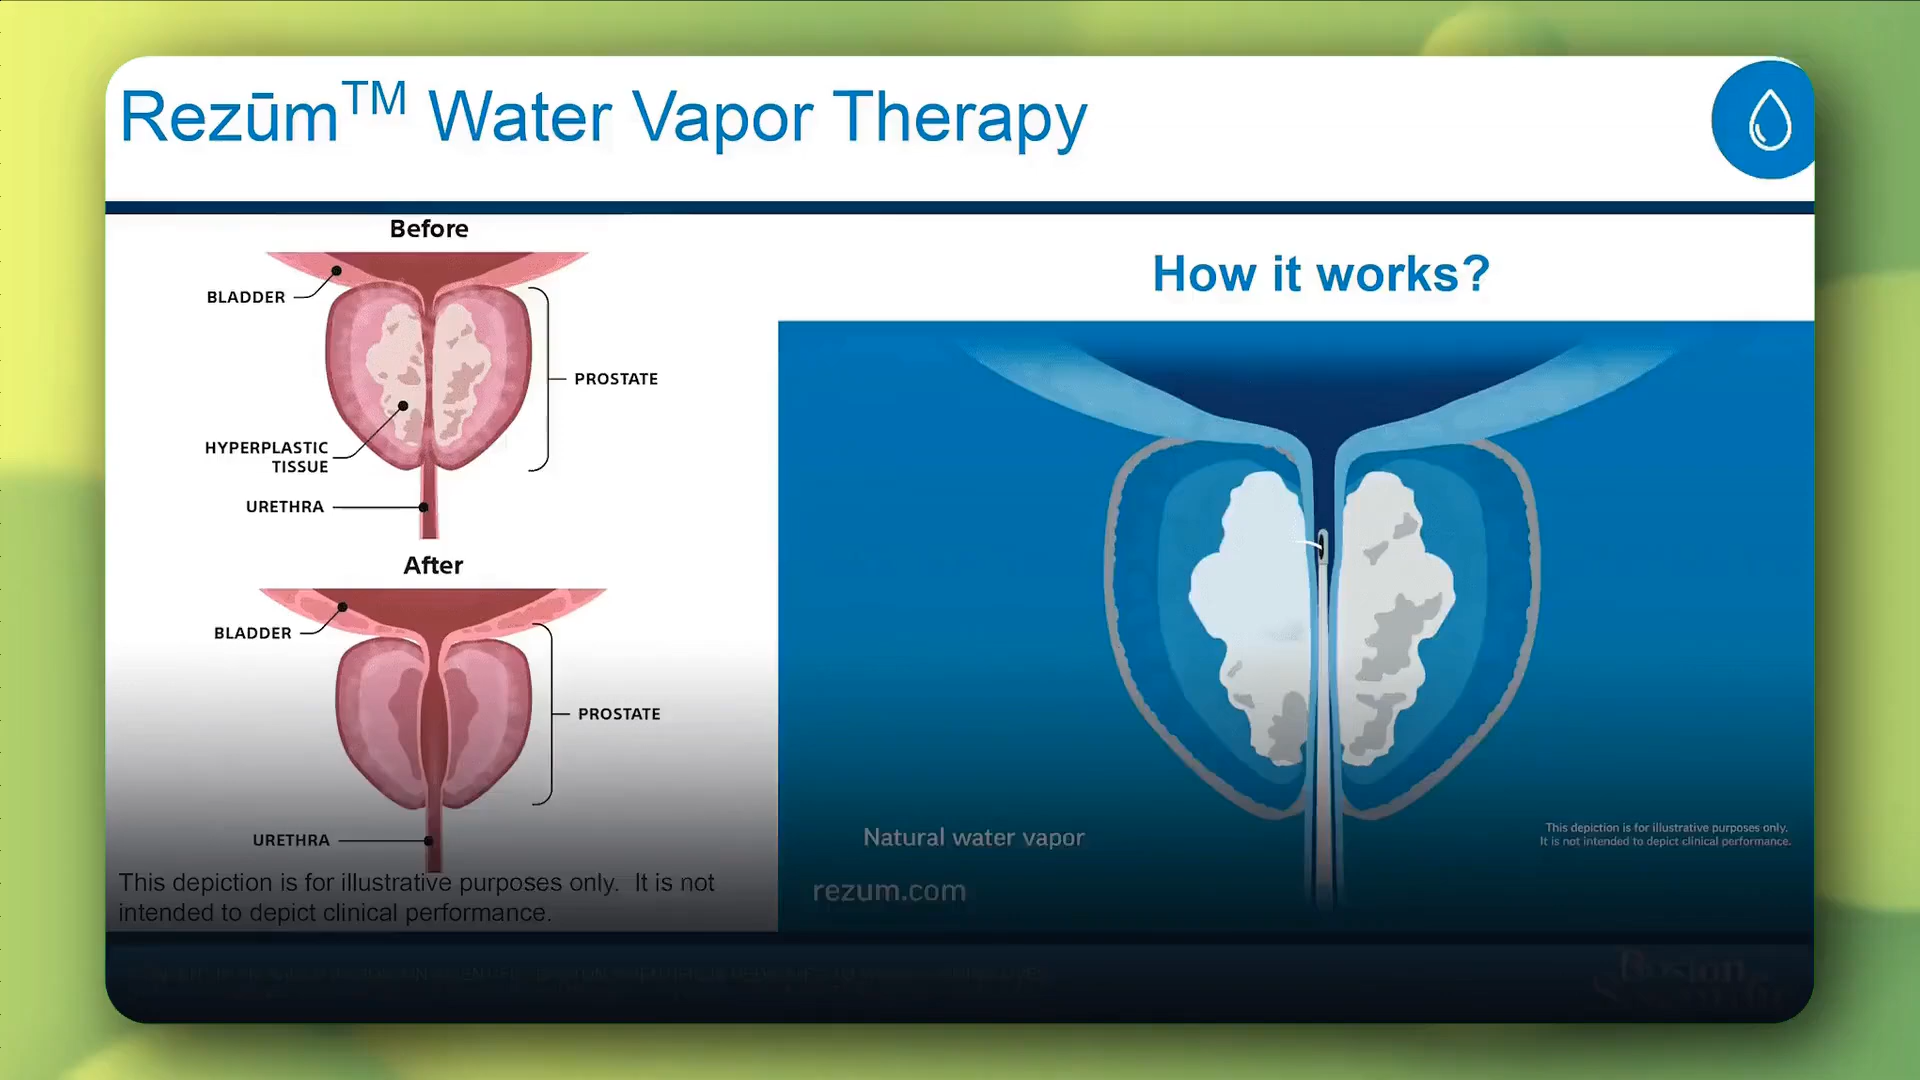 Rezūm™ Water Vapor Therapy
Before
BLADDER
PROSTATE
HYPERPLASTIC
TISSUE
URETHRA
After
BLADDER
PROSTATE
URETHRA
This depiction is for illustrative purposes only.  It is not
intended to depict clinical performance.
How it works?
Natural water vapor
rezum.com
This depiction is for illustrative purposes only.
It is not intended to depict clinical performance.
Boston
Scientific